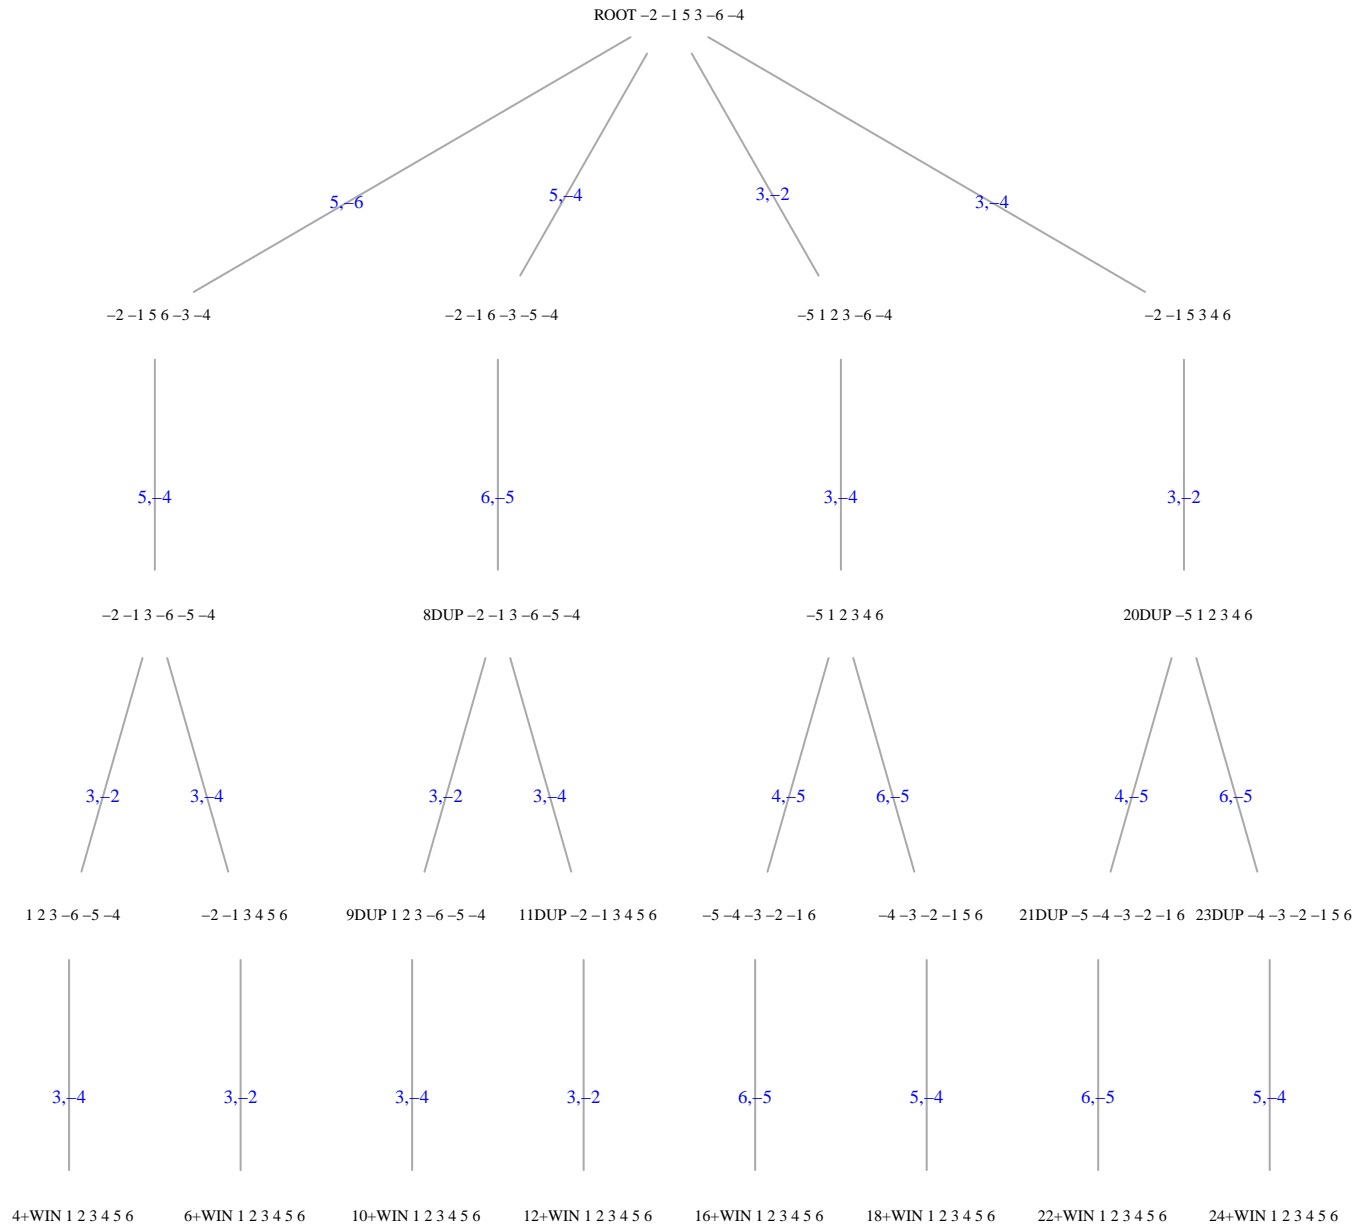 ROOT −2 −1 5 3 −6 −4
5,−6
5,−4
3,−2
3,−4
−2 −1 5 6 −3 −4
−2 −1 6 −3 −5 −4
−5 1 2 3 −6 −4
−2 −1 5 3 4 6
5,−4
6,−5
3,−4
3,−2
−2 −1 3 −6 −5 −4
8DUP −2 −1 3 −6 −5 −4
−5 1 2 3 4 6
20DUP −5 1 2 3 4 6
3,−2
3,−4
3,−2
3,−4
4,−5
6,−5
4,−5
6,−5
1 2 3 −6 −5 −4
−2 −1 3 4 5 6
9DUP 1 2 3 −6 −5 −4
11DUP −2 −1 3 4 5 6
−5 −4 −3 −2 −1 6
−4 −3 −2 −1 5 6
21DUP −5 −4 −3 −2 −1 6
23DUP −4 −3 −2 −1 5 6
3,−4
3,−2
3,−4
3,−2
6,−5
5,−4
6,−5
5,−4
4+WIN 1 2 3 4 5 6
6+WIN 1 2 3 4 5 6
10+WIN 1 2 3 4 5 6
12+WIN 1 2 3 4 5 6
16+WIN 1 2 3 4 5 6
18+WIN 1 2 3 4 5 6
22+WIN 1 2 3 4 5 6
24+WIN 1 2 3 4 5 6